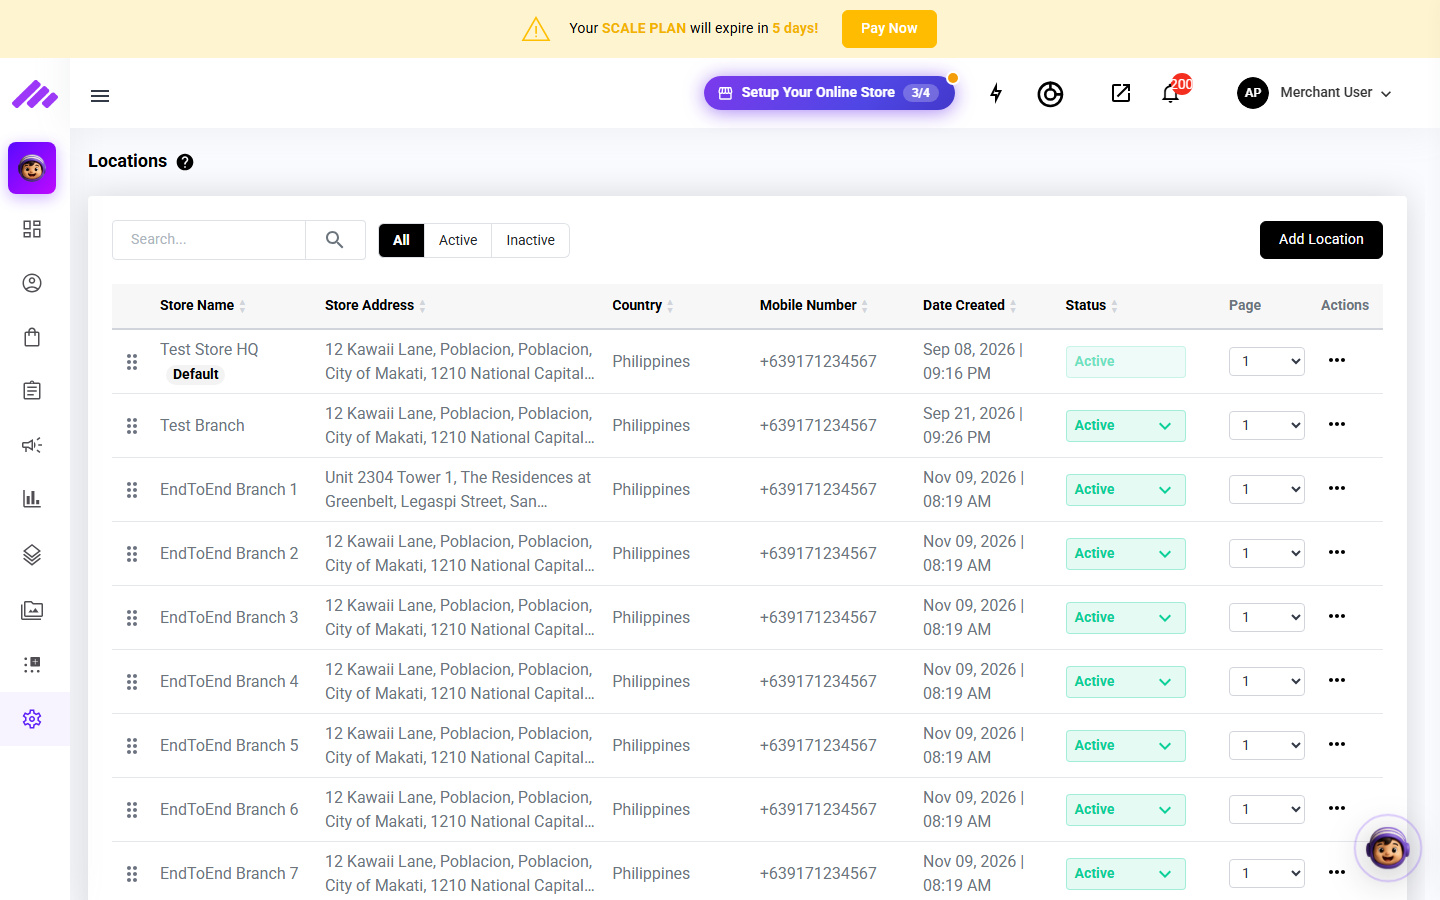 Your SCALE PLAN will expire in 5 days!
Pay Now
Setup Your Online Store 3/4
200
AP
Merchant User
Locations
Search...
All
Active
Inactive
Add Location
Store Name
Store Address
Country
Mobile Number
Date Created
Status
Page
Actions
Test Store HQ
Default
12 Kawaii Lane, Poblacion, Poblacion,
City of Makati, 1210 National Capital...
Philippines
+639171234567
Sep 08, 2026 |
09:16 PM
Active
1
Test Branch
12 Kawaii Lane, Poblacion, Poblacion,
City of Makati, 1210 National Capital...
Philippines
+639171234567
Sep 21, 2026 |
09:26 PM
Active
1
EndToEnd Branch 1
Unit 2304 Tower 1, The Residences at
Greenbelt, Legaspi Street, San...
Philippines
+639171234567
Nov 09, 2026 |
08:19 AM
Active
1
EndToEnd Branch 2
12 Kawaii Lane, Poblacion, Poblacion,
City of Makati, 1210 National Capital...
Philippines
+639171234567
Nov 09, 2026 |
08:19 AM
Active
1
EndToEnd Branch 3
12 Kawaii Lane, Poblacion, Poblacion,
City of Makati, 1210 National Capital...
Philippines
+639171234567
Nov 09, 2026 |
08:19 AM
Active
1
EndToEnd Branch 4
12 Kawaii Lane, Poblacion, Poblacion,
City of Makati, 1210 National Capital...
Philippines
+639171234567
Nov 09, 2026 |
08:19 AM
Active
1
EndToEnd Branch 5
12 Kawaii Lane, Poblacion, Poblacion,
City of Makati, 1210 National Capital...
Philippines
+639171234567
Nov 09, 2026 |
08:19 AM
Active
1
EndToEnd Branch 6
12 Kawaii Lane, Poblacion, Poblacion,
City of Makati, 1210 National Capital...
Philippines
+639171234567
Nov 09, 2026 |
08:19 AM
Active
1
EndToEnd Branch 7
12 Kawaii Lane, Poblacion, Poblacion,
City of Makati, 1210 National Capital...
Philippines
+639171234567
Nov 09, 2026 |
08:19 AM
Active
1